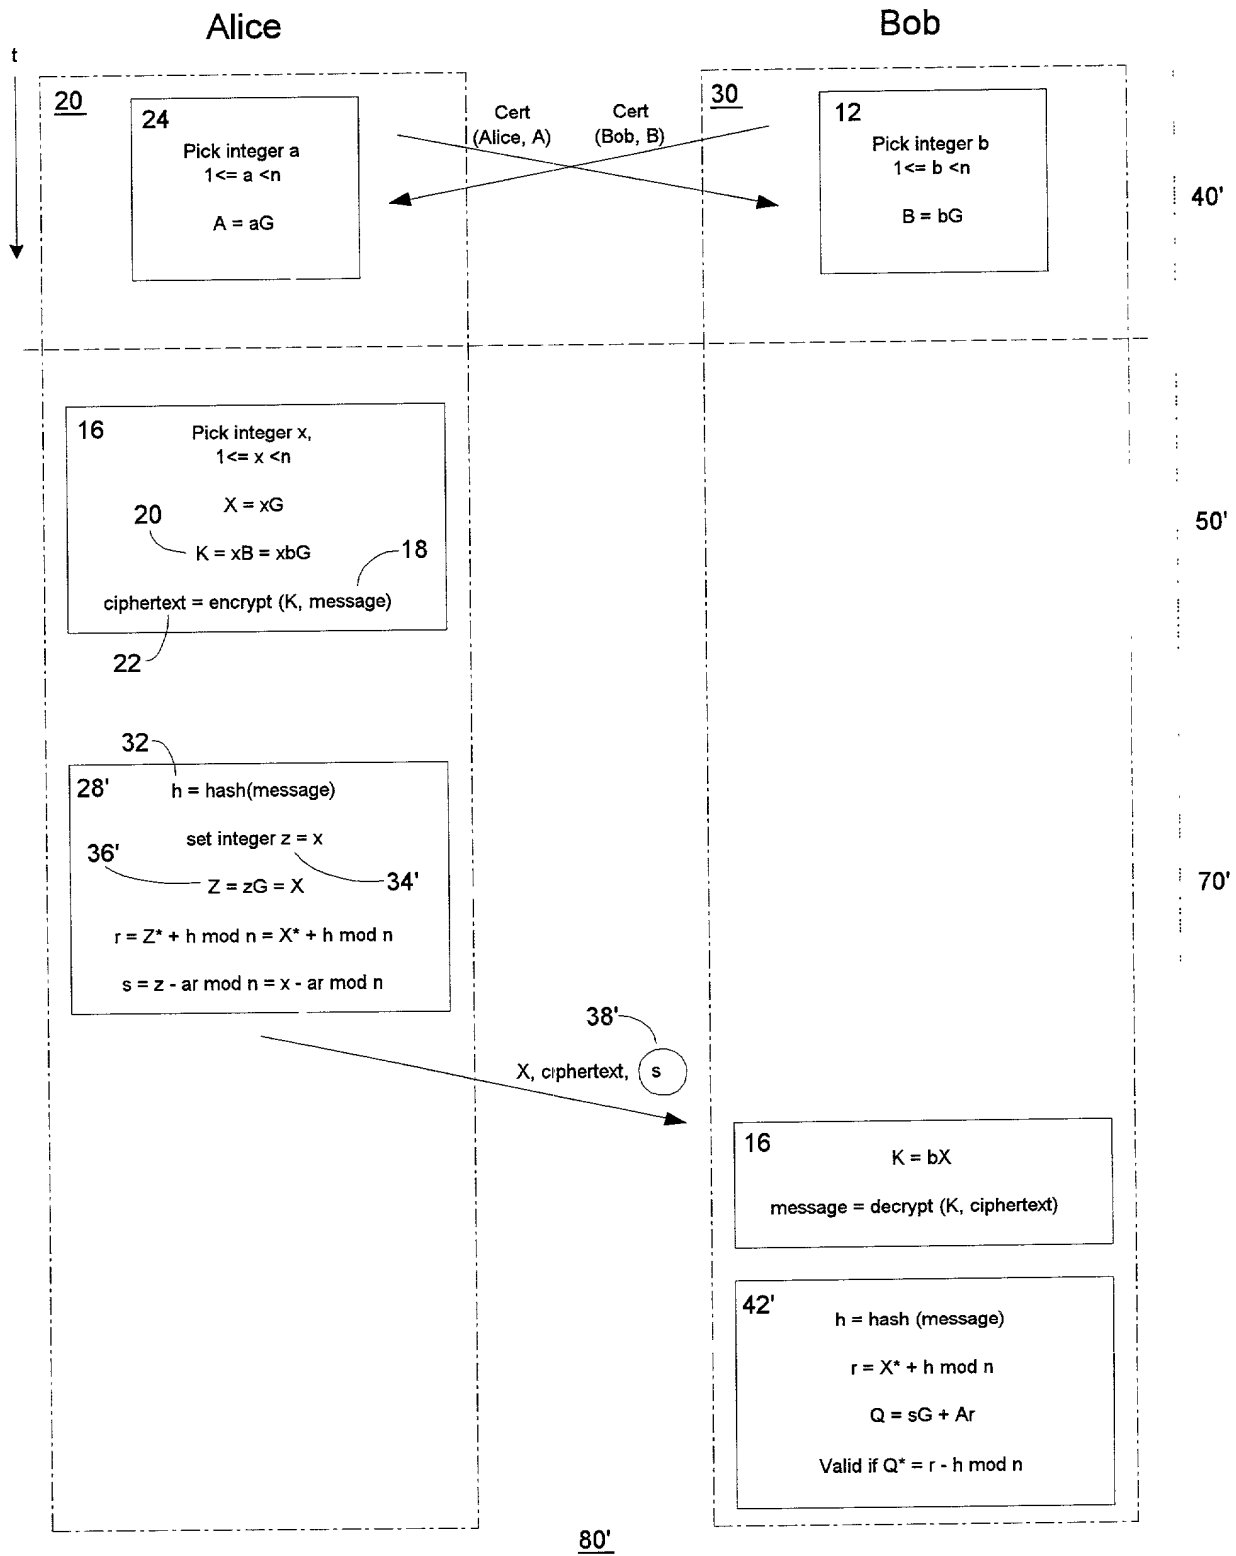 Alice
Bob
t
20
24
Pick integer a
1<= a <n
A = aG
Cert
(Alice, A)
Cert
(Bob, B)
30
12
Pick integer b
1<= b <n
B = bG
40'
16
Pick integer x,
1<= x <n
X = xG
20
K = xB = xbG
18
ciphertext = encrypt (K, message)
22
50'
32
28'
h = hash(message)
set integer z = x
36'
34'
Z = zG = X
r = Z* + h mod n = X* + h mod n
s = z - ar mod n = x - ar mod n
70'
38'
X, ciphertext, s
16
K = bX
message = decrypt (K, ciphertext)
42'
h = hash (message)
r = X* + h mod n
Q = sG + Ar
Valid if Q* = r - h mod n
80'